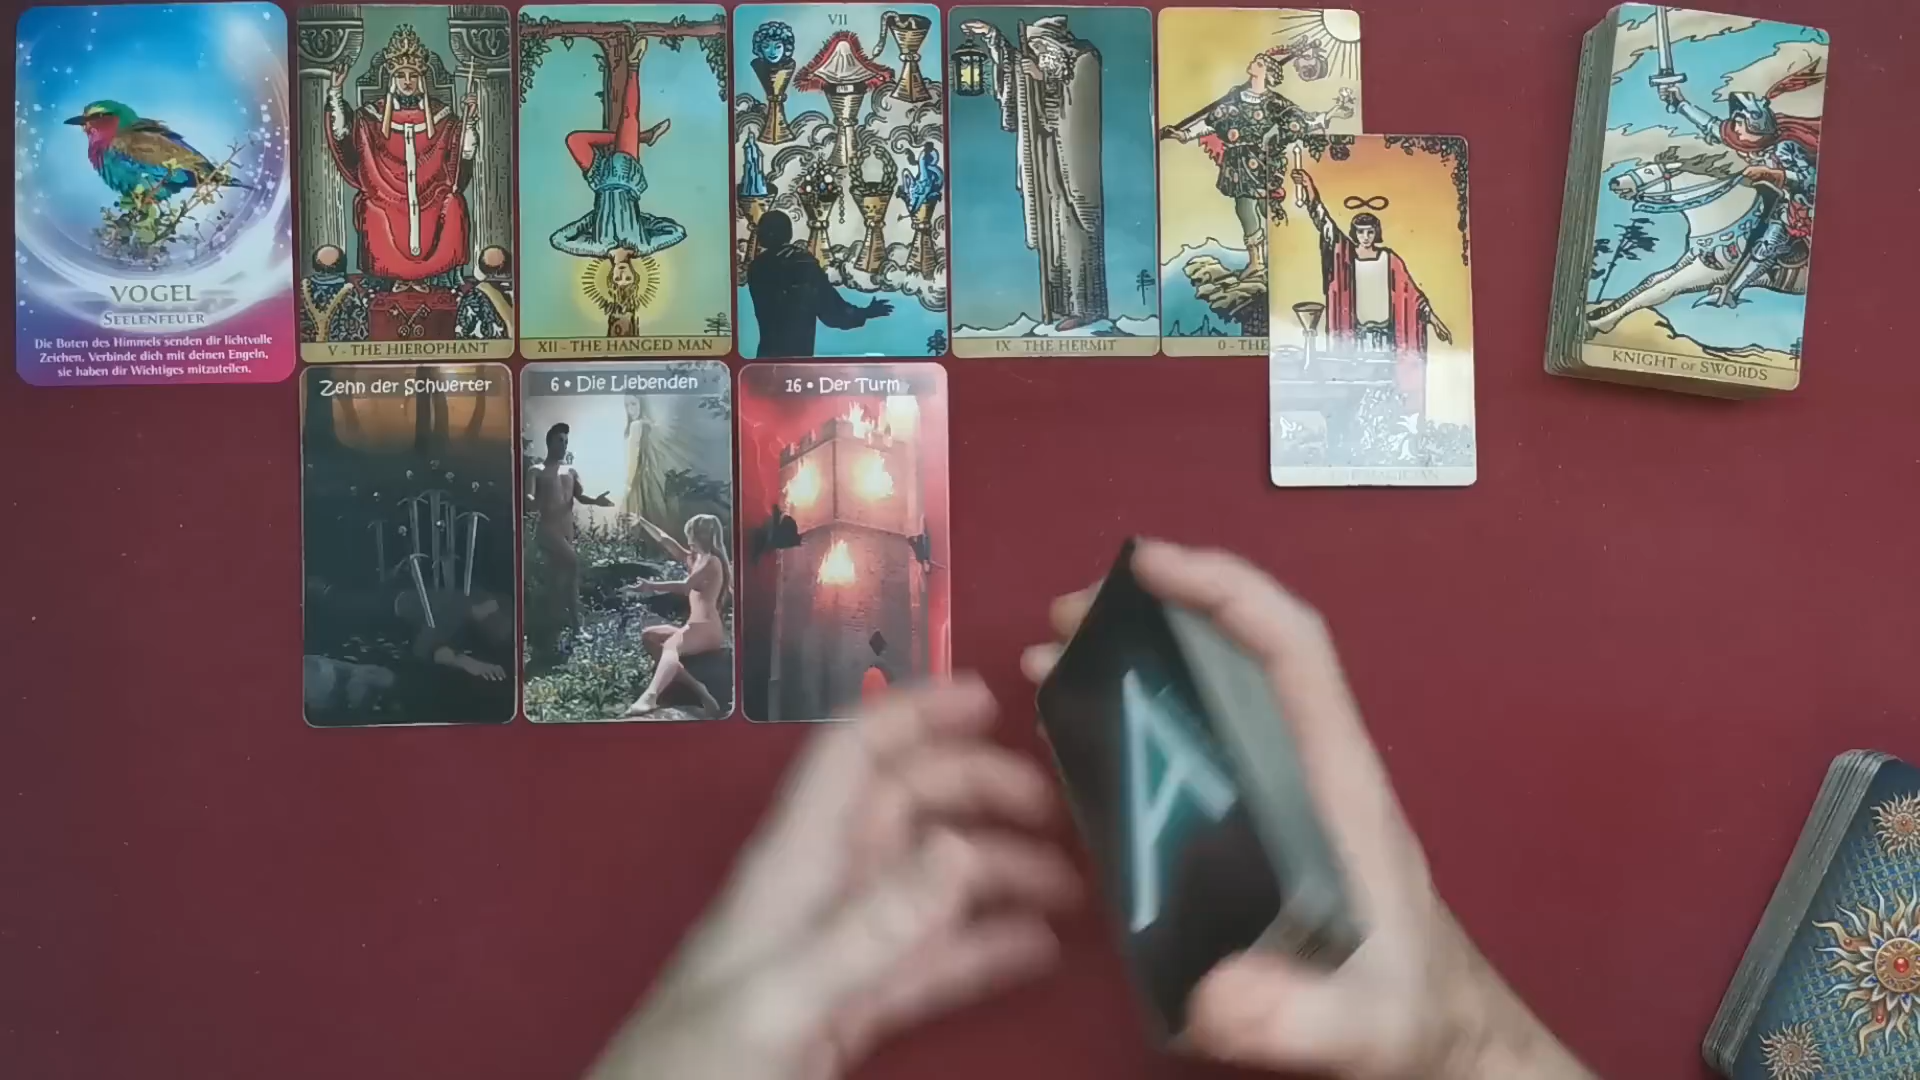 VOGEL
SEELENFEUER
Die Boten des Himmels senden dir lichtvolle
Zeichen. Verbinde dich mit deinen Engeln,
sie haben dir Wichtiges mitzuteilen.
V - THE HIEROPHANT
XII - THE HANGED MAN
VII
IX - THE HERMIT
0 - THE
KNIGHT OF SWORDS
Zehn der Schwerter
6 • Die Liebenden
16 • Der Turm